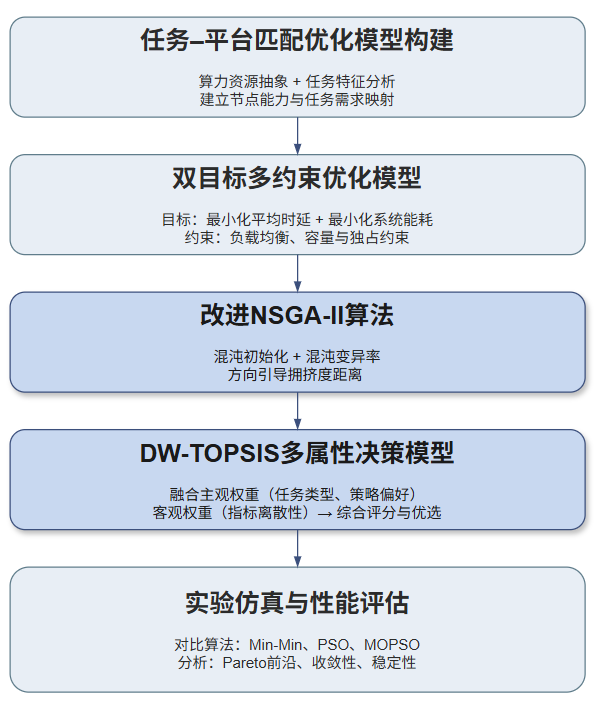 任务–平台匹配优化模型构建
算力资源抽象 + 任务特征分析
建立节点能力与任务需求映射
双目标多约束优化模型
目标：最小化平均时延 + 最小化系统能耗
约束：负载均衡、容量与独占约束
改进NSGA-II算法
混沌初始化 + 混沌变异率
方向引导拥挤度距离
DW-TOPSIS多属性决策模型
融合主观权重（任务类型、策略偏好）
客观权重（指标离散性）→ 综合评分与优选
实验仿真与性能评估
对比算法：Min-Min、PSO、MOPSO
分析：Pareto前沿、收敛性、稳定性